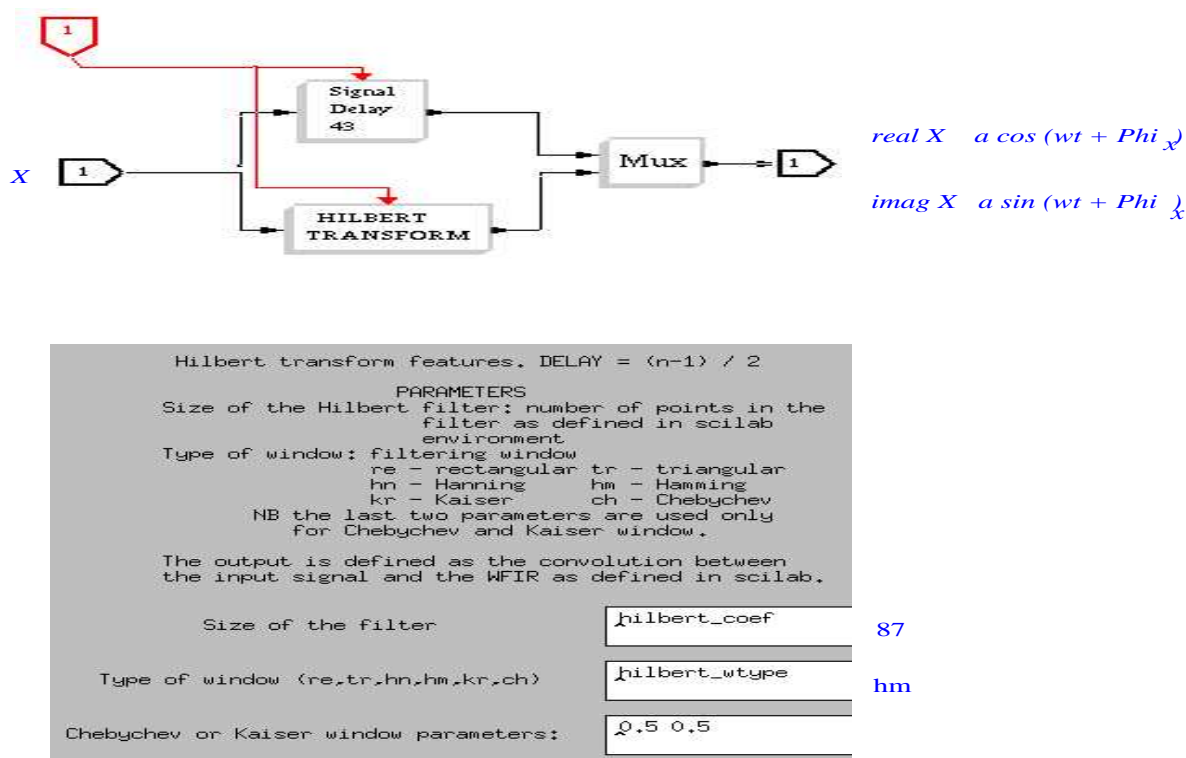 1
Signal
Delay
43
real X a cos (wt + Phi x)
X
1
Mux
1
imag X a sin (wt + Phi x)
HILBERT
TRANSFORM
Hilbert transform features. DELAY = (n-1) / 2
PARAMETERS
Size of the Hilbert filter: number of points in the
filter as defined in scilab
environment
Type of window: filtering window
re - rectangular tr - triangular
hn - Hanning hm - Hamming
kr - Kaiser ch - Chebychev
NB the last two parameters are used only
for Chebychev and Kaiser window.
The output is defined as the convolution between
the input signal and the WFIR as defined in scilab.
Size of the filter hilbert_coef 87
Type of window (re,tr,hn,hm,kr,ch) hilbert_wtype hm
Chebychev or Kaiser window parameters: 0.5 0.5